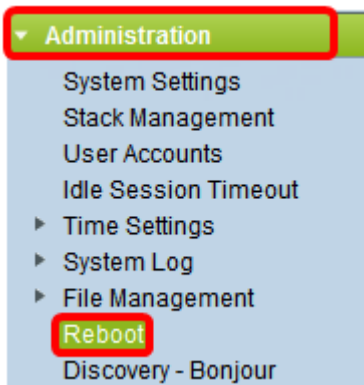 Administration
System Settings
Stack Management
User Accounts
Idle Session Timeout
Time Settings
System Log
File Management
Reboot
Discovery - Bonjour